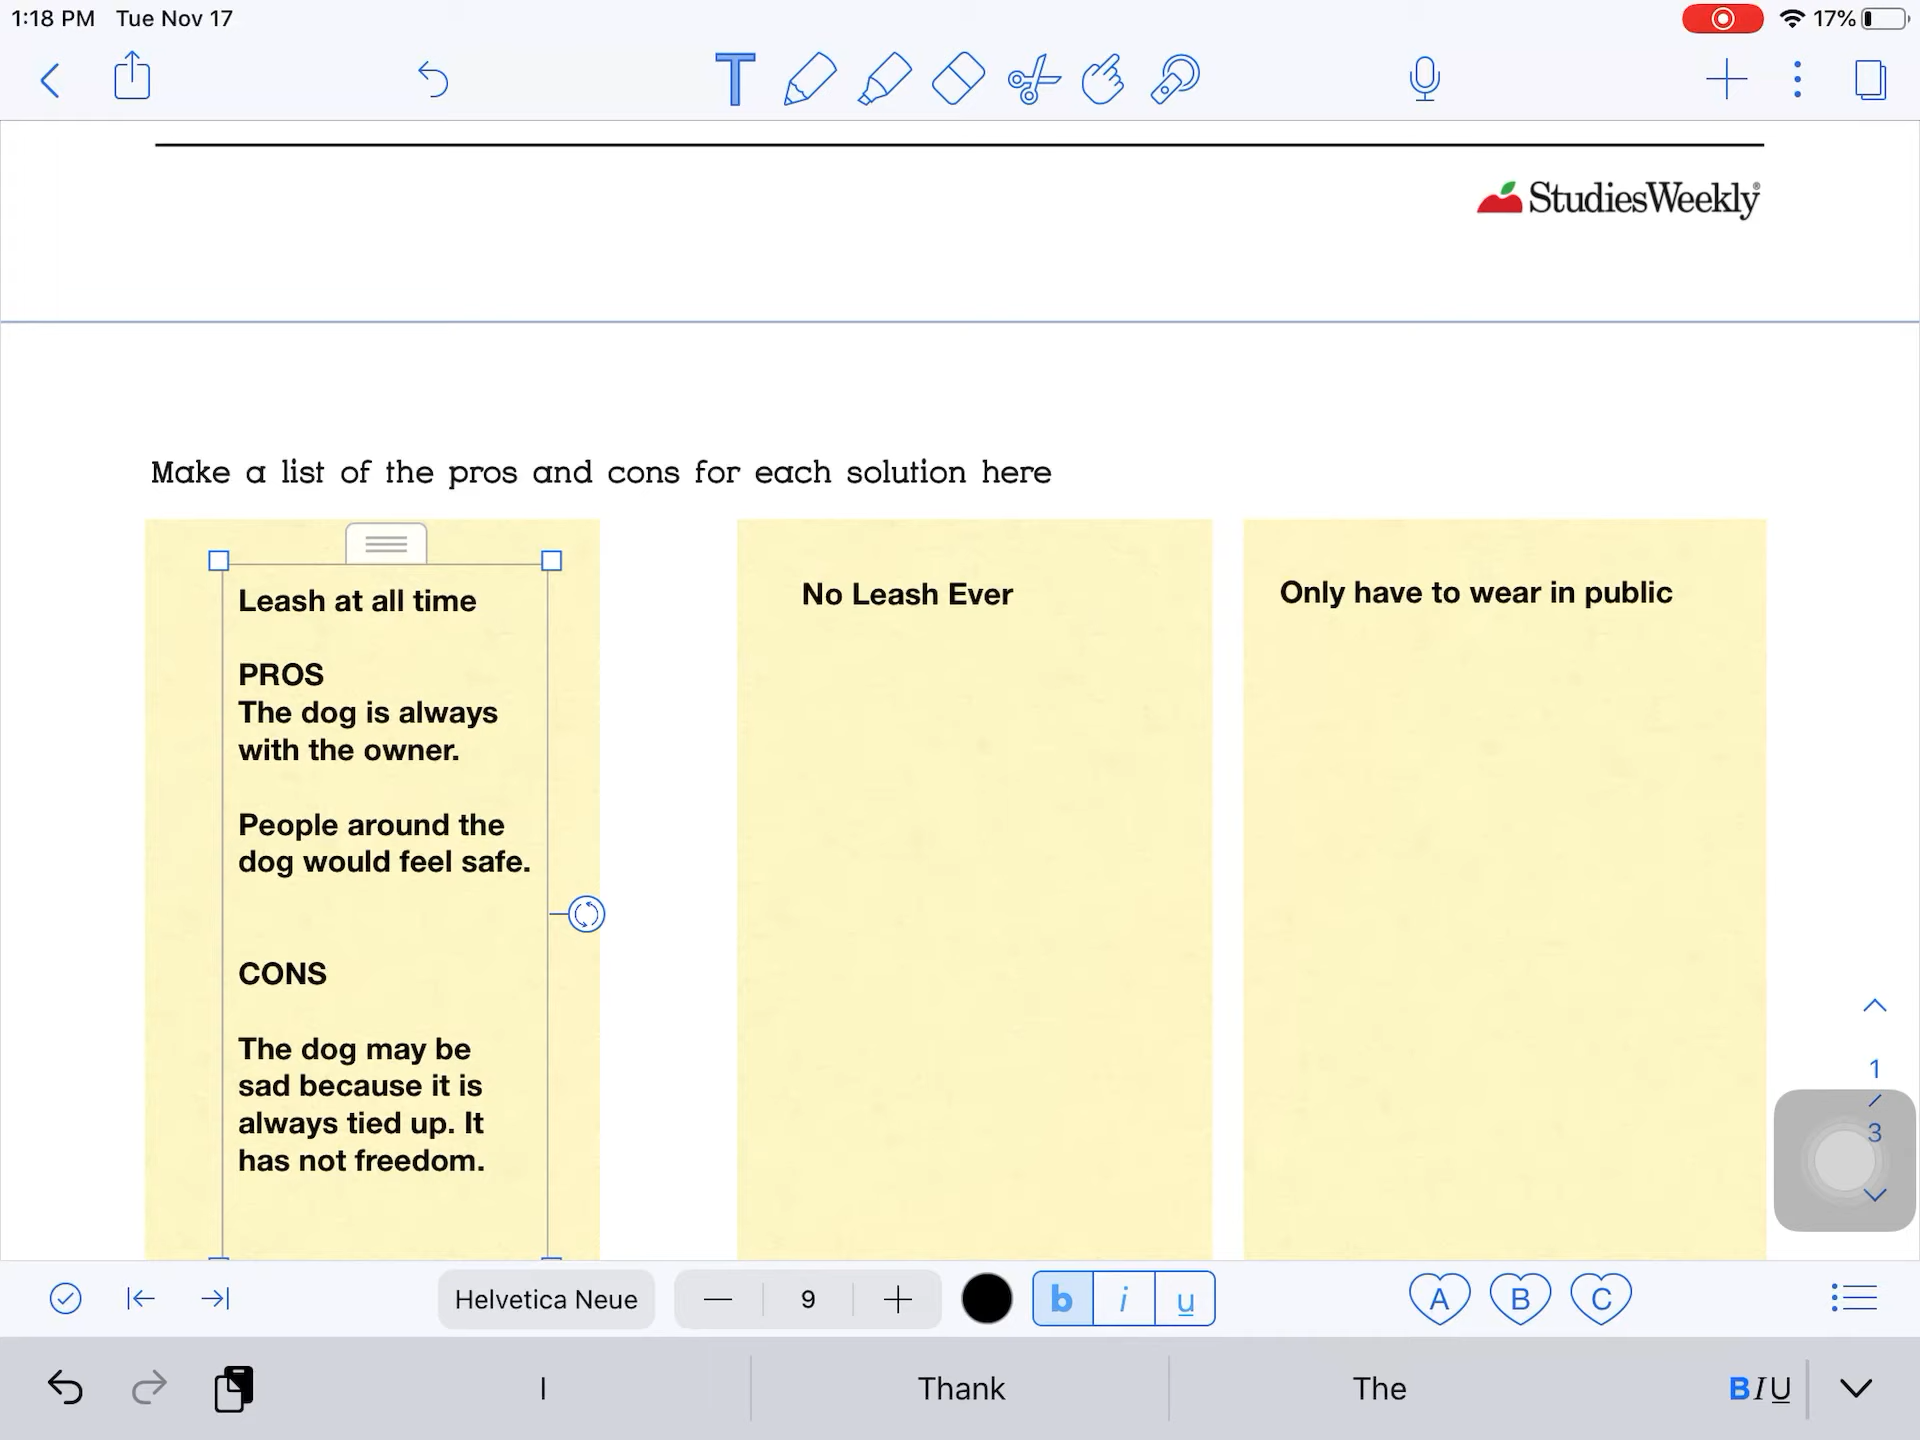 1:18 PM Tue Nov 17
17%
T
StudiesWeekly®
Make a list of the pros and cons for each solution here
Leash at all time
PROS
The dog is always
with the owner.
People around the
dog would feel safe.
CONS
The dog may be
sad because it is
always tied up. It
has not freedom.
No Leash Ever
Only have to wear in public
1
/
3
Helvetica Neue
9
b i u
A B C
I
Thank
The
BIU